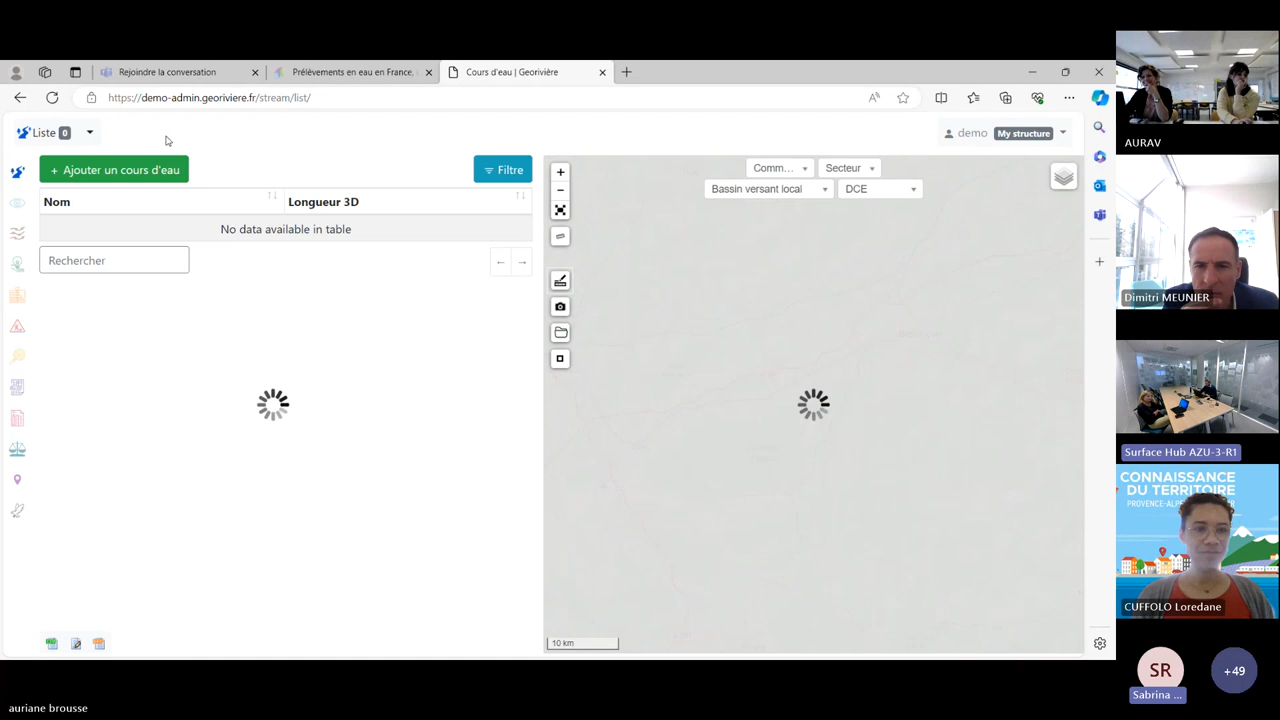 Rejoindre la conversation
Prélèvements en eau en France,
Cours d'eau | Georivière
https://demo-admin.georiviere.fr/stream/list/
Liste 0
demo My structure
+ Ajouter un cours d'eau
Filtre
Nom
Longueur 3D
No data available in table
Rechercher
Comm...
Secteur
Bassin versant local
DCE
10 km
AURAV
Dimitri MEUNIER
Surface Hub AZU-3-R1
CONNAISSANCE
DU TERRITOIRE
CUFFOLO Loredane
SR
+49
Sabrina ...
auriane brousse